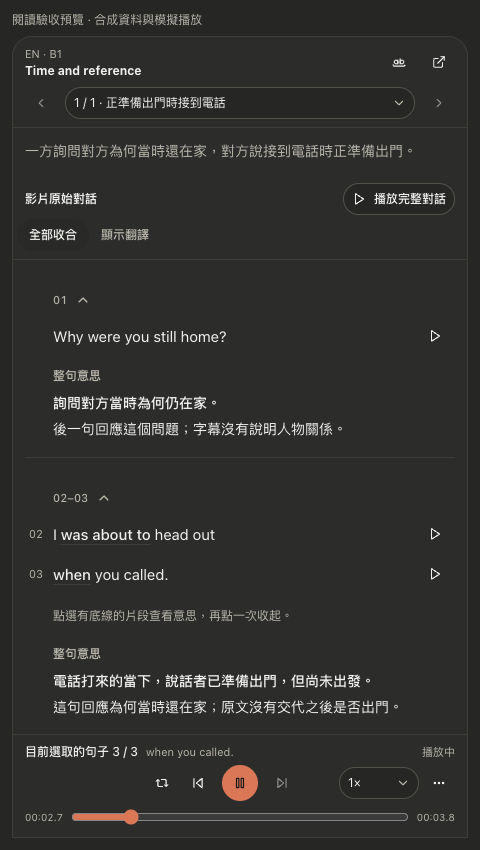 閱讀驗收預覽 · 合成資料與模擬播放
EN · B1
Time and reference
ab
1 / 1 · 正準備出門時接到電話
一方詢問對方為何當時還在家，對方說接到電話時正準備出門。
影片原始對話
播放完整對話
全部收合
顯示翻譯
01
Why were you still home?
整句意思
詢問對方當時為何仍在家。
後一句回應這個問題；字幕沒有說明人物關係。
02–03
02 I was about to head out
03 when you called.
點選有底線的片段查看意思，再點一次收起。
整句意思
電話打來的當下，說話者已準備出門，但尚未出發。
這句回應為何當時還在家；原文沒有交代之後是否出門。
目前選取的句子 3 / 3 when you called. 播放中
1×
00:02.7 00:03.8